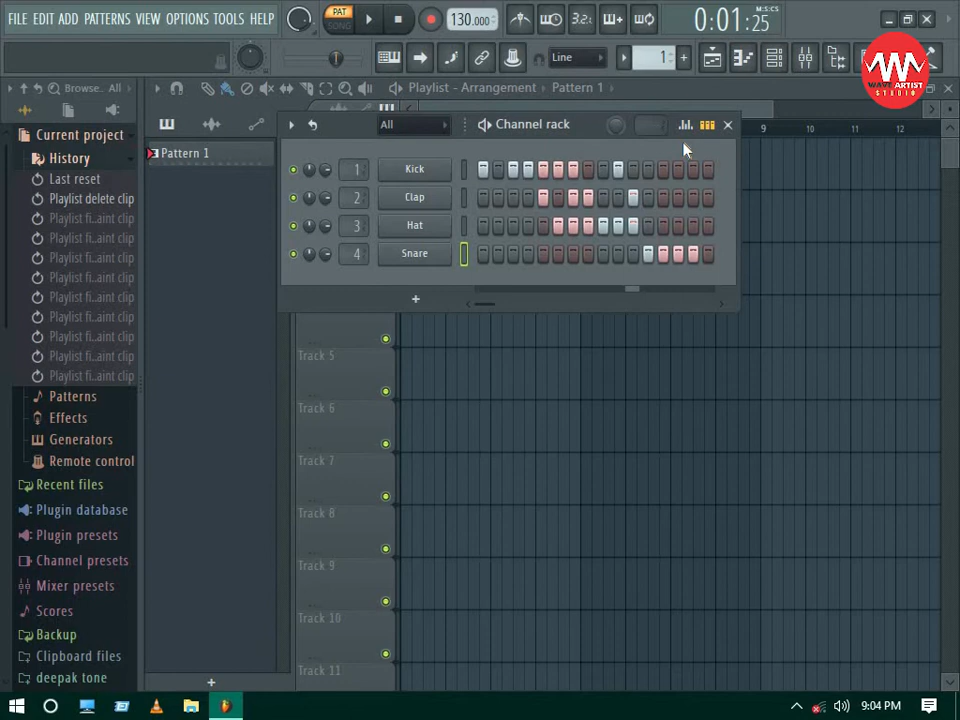 FILE EDIT ADD PATTERNS VIEW OPTIONS TOOLS HELP
PAT
SONG
130.000
3.2
M:S:CS
0:01:25
Line
1
WAVE ARTIST
STUDIO
Browse.. All
Playlist - Arrangement
Pattern 1
Current project
History
Last reset
Playlist delete clip
Playlist fi...aint clip
Playlist fi...aint clip
Playlist fi...aint clip
Playlist fi...aint clip
Playlist fi...aint clip
Playlist fi...aint clip
Playlist fi...aint clip
Playlist fi...aint clip
Playlist fi...aint clip
Patterns
Effects
Generators
Remote control
Recent files
Plugin database
Plugin presets
Channel presets
Mixer presets
Scores
Backup
Clipboard files
deepak tone
Pattern 1
All
Channel rack
1 Kick
2 Clap
3 Hat
4 Snare
9 10 11 12
Track 5
Track 6
Track 7
Track 8
Track 9
Track 10
Track 11
9:04 PM